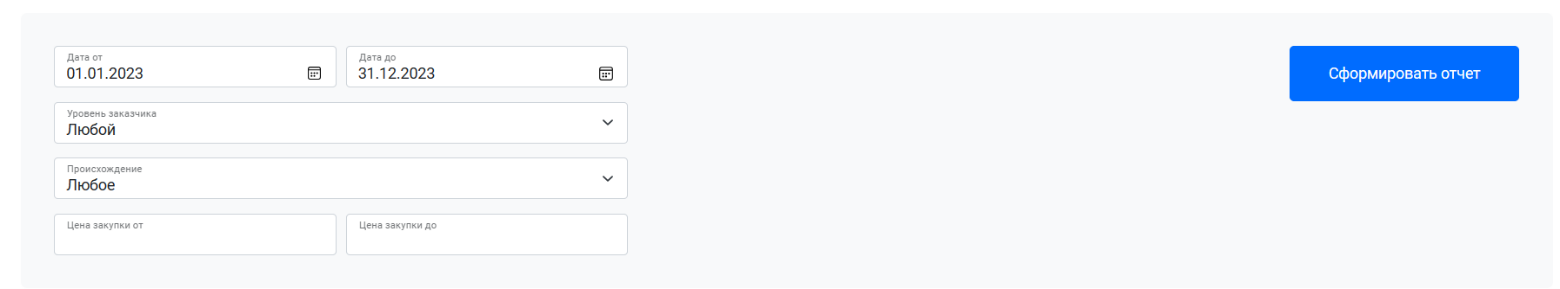 Дата от
01.01.2023
Дата до
31.12.2023
Сформировать отчет
Уровень заказчика
Любой
Происхождение
Любое
Цена закупки от
Цена закупки до